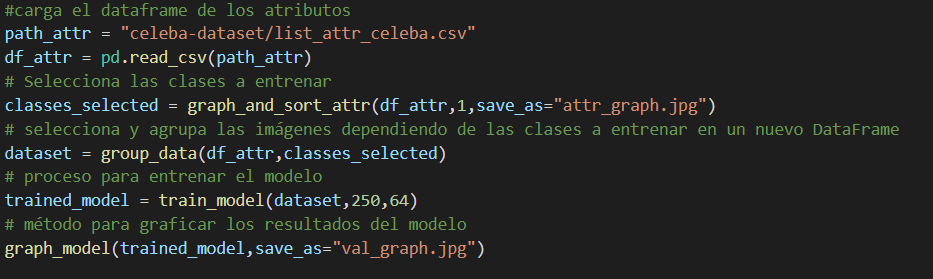 #carga el dataframe de los atributos
path_attr = "celeba-dataset/list_attr_celeba.csv"
df_attr = pd.read_csv(path_attr)
# Selecciona las clases a entrenar
classes_selected = graph_and_sort_attr(df_attr,1,save_as="attr_graph.jpg")
# selecciona y agrupa las imágenes dependiendo de las clases a entrenar en un nuevo DataFrame
dataset = group_data(df_attr,classes_selected)
# proceso para entrenar el modelo
trained_model = train_model(dataset,250,64)
# método para graficar los resultados del modelo
graph_model(trained_model,save_as="val_graph.jpg")